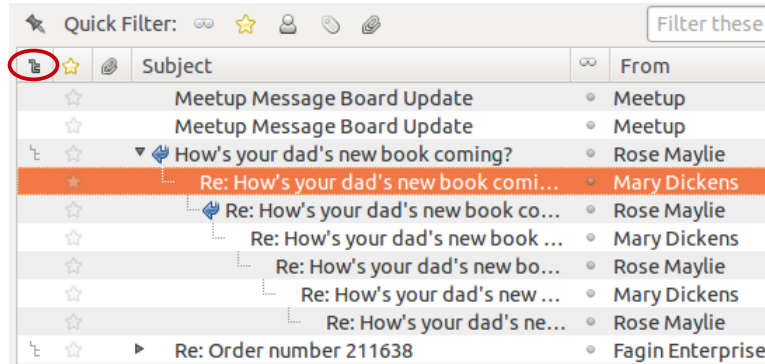 Quick Filter: Filter these
Subject From
Meetup Message Board Update Meetup
Meetup Message Board Update Meetup
How's your dad's new book coming? Rose Maylie
Re: How's your dad's new book comi... Mary Dickens
Re: How's your dad's new book co... Rose Maylie
Re: How's your dad's new book ... Mary Dickens
Re: How's your dad's new bo... Rose Maylie
Re: How's your dad's new ... Mary Dickens
Re: How's your dad's ne... Rose Maylie
Re: Order number 211638 Fagin Enterprise